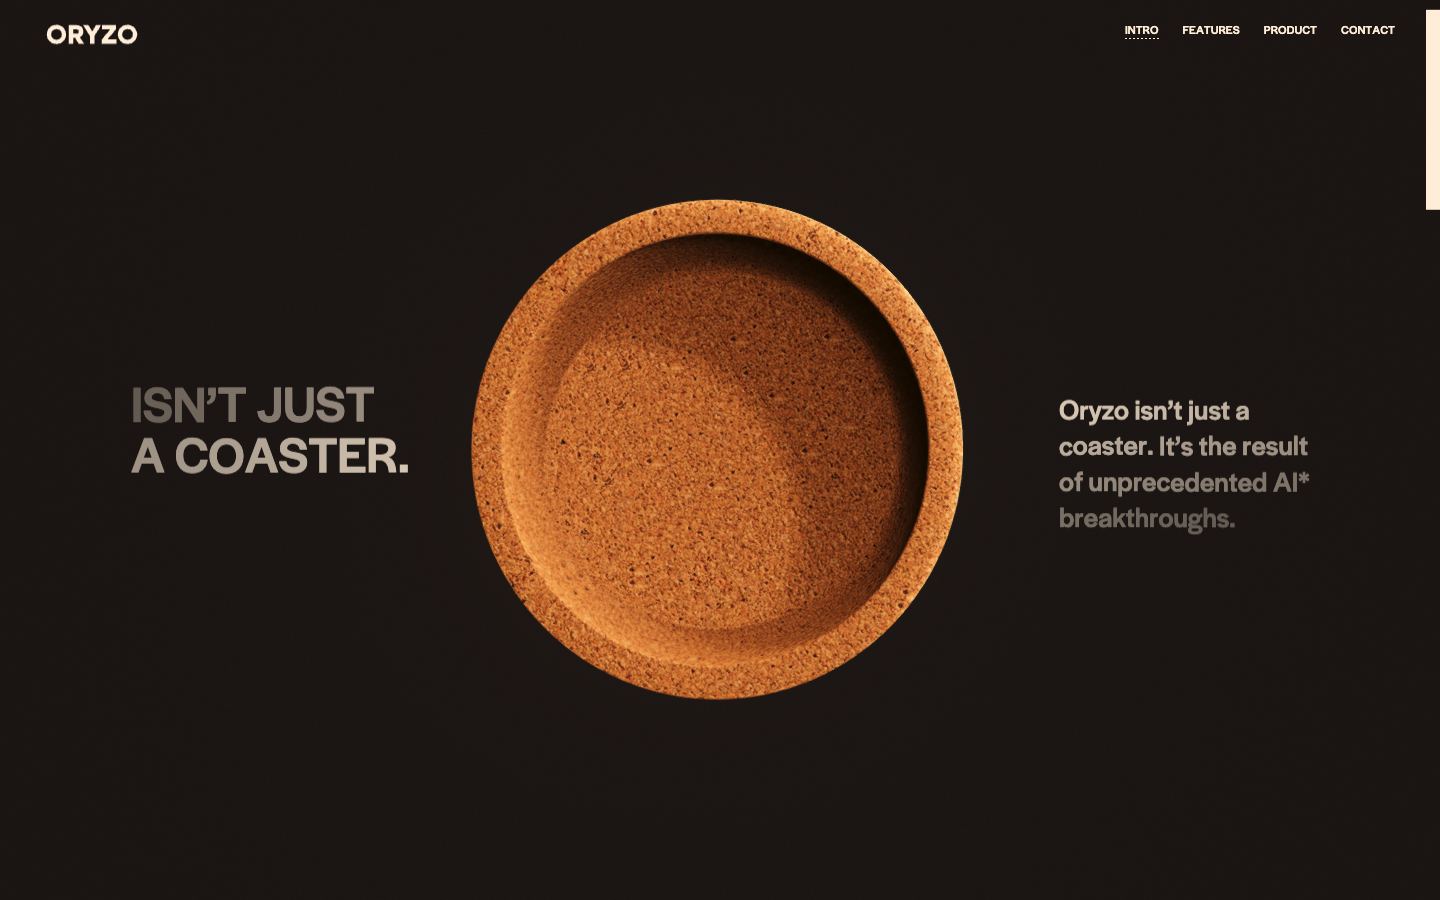 ORYZO
INTRO FEATURES PRODUCT CONTACT
ISN’T JUST
A COASTER.
Oryzo isn’t just a
coaster. It’s the result
of unprecedented AI*
breakthroughs.